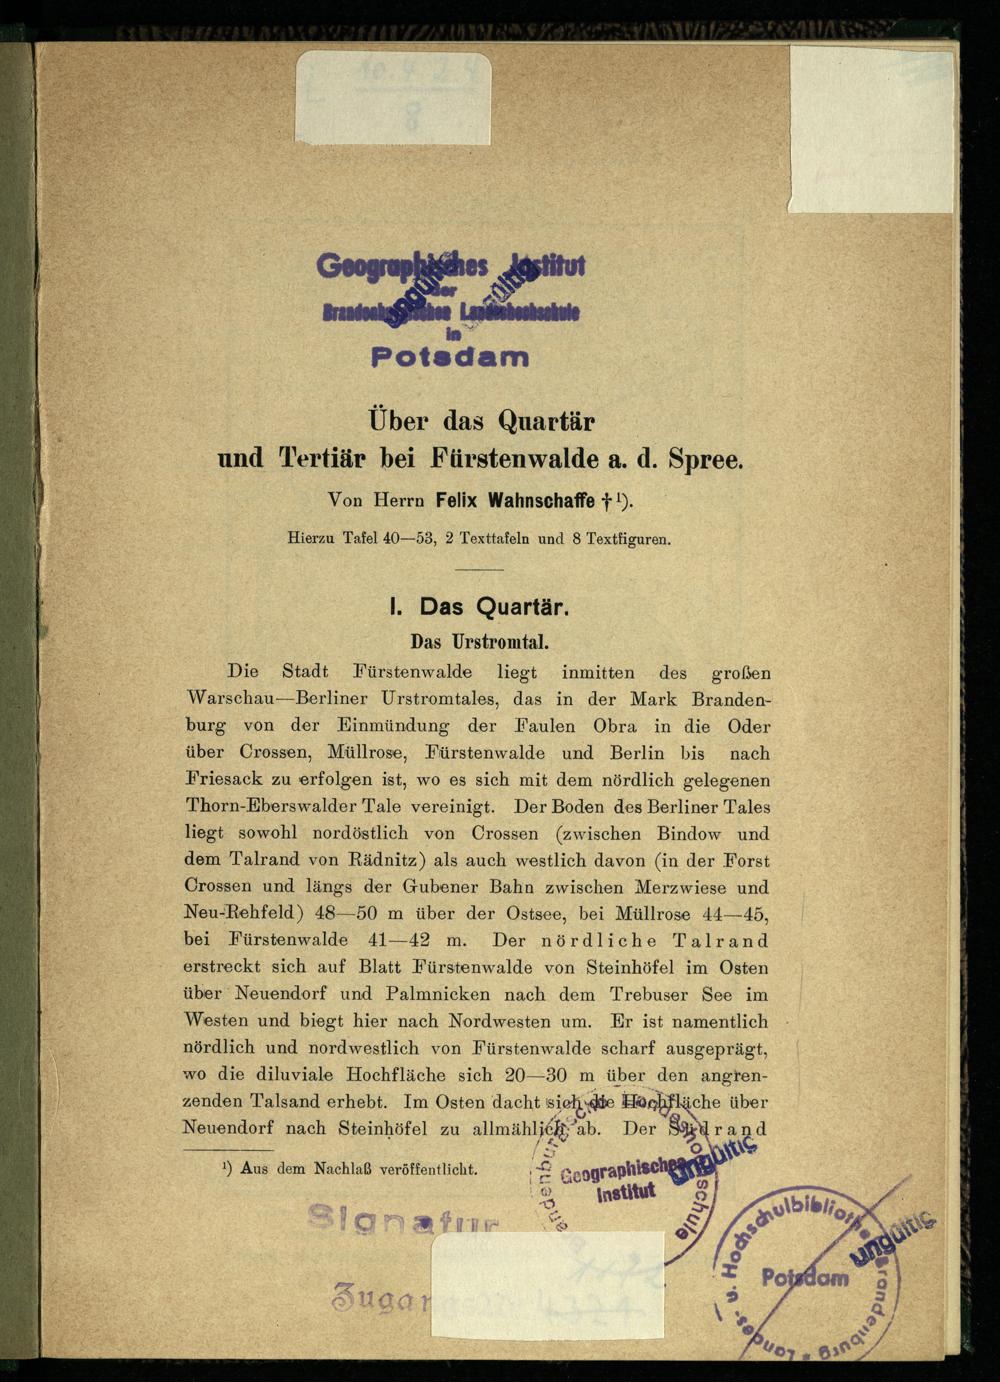 Geographisches Institut
der
Brandenburgischen Landeshochschule
in
Potsdam
ungültig
ungültig
Über das Quartär
und Tertiär bei Fürstenwalde a. d. Spree.
Von Herrn Felix Wahnschaffe † ¹).
Hierzu Tafel 40—53, 2 Texttafeln und 8 Textfiguren.
I. Das Quartär.
Das Urstromtal.
Die Stadt Fürstenwalde liegt inmitten des großen
Warschau—Berliner Urstromtales, das in der Mark Branden-
burg von der Einmündung der Faulen Obra in die Oder
über Crossen, Müllrose, Fürstenwalde und Berlin bis nach
Friesack zu erfolgen ist, wo es sich mit dem nördlich gelegenen
Thorn-Eberswalder Tale vereinigt. Der Boden des Berliner Tales
liegt sowohl nordöstlich von Crossen (zwischen Bindow und
dem Talrand von Rädnitz) als auch westlich davon (in der Forst
Crossen und längs der Gubener Bahn zwischen Merzwiese und
Neu-Rehfeld) 48—50 m über der Ostsee, bei Müllrose 44—45,
bei Fürstenwalde 41—42 m. Der nördliche Talrand
erstreckt sich auf Blatt Fürstenwalde von Steinhöfel im Osten
über Neuendorf und Palmnicken nach dem Trebuser See im
Westen und biegt hier nach Nordwesten um. Er ist namentlich
nördlich und nordwestlich von Fürstenwalde scharf ausgeprägt,
wo die diluviale Hochfläche sich 20—30 m über den angren-
zenden Talsand erhebt. Im Osten dacht sich die Hochfläche über
Neuendorf nach Steinhöfel zu allmählich ab. Der Südrand
¹) Aus dem Nachlaß veröffentlicht.
Geographisches
Institut
ungültig
Signatur
Landes- u. Hochschulbibliothek Brandenburg
Potsdam
ungültig